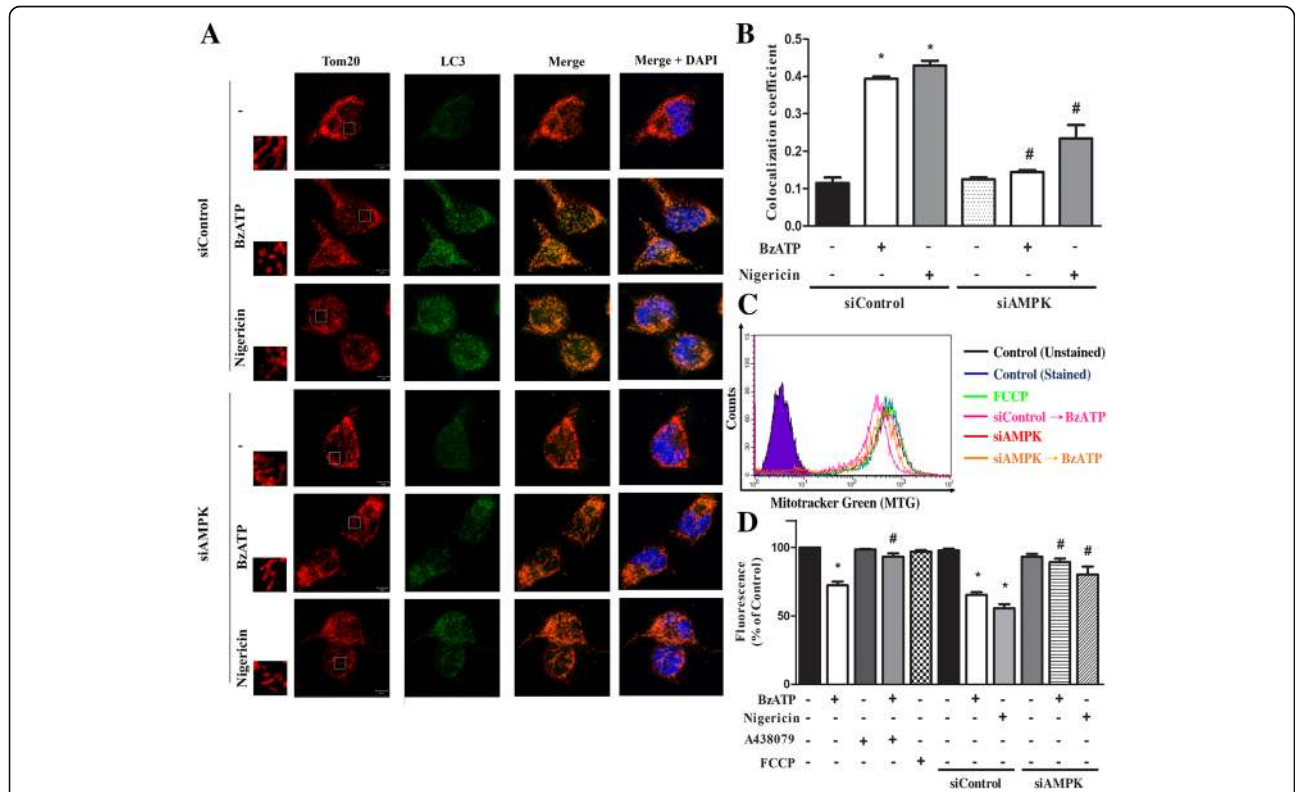 A
Tom20 LC3 Merge Merge + DAPI
siControl
-
BzATP
Nigericin
siAMPK
-
BzATP
Nigericin
B
Colocalization coefficient
0.5
0.4
0.3
0.2
0.1
0.0
* * # #
BzATP - + - - + -
Nigericin - - + - - +
siControl siAMPK
C
Counts
Mitotracker Green (MTG)
Control (Unstained)
Control (Stained)
FCCP
siControl → BzATP
siAMPK
siAMPK → BzATP
D
Fluorescence
(% of Control)
100
50
0
* # * * # #
BzATP - + - + - - + - - + -
Nigericin - - - - - - - + - - +
A438079 - - + + - - - - - - -
FCCP - - - - + - - - - - -
siControl siAMPK